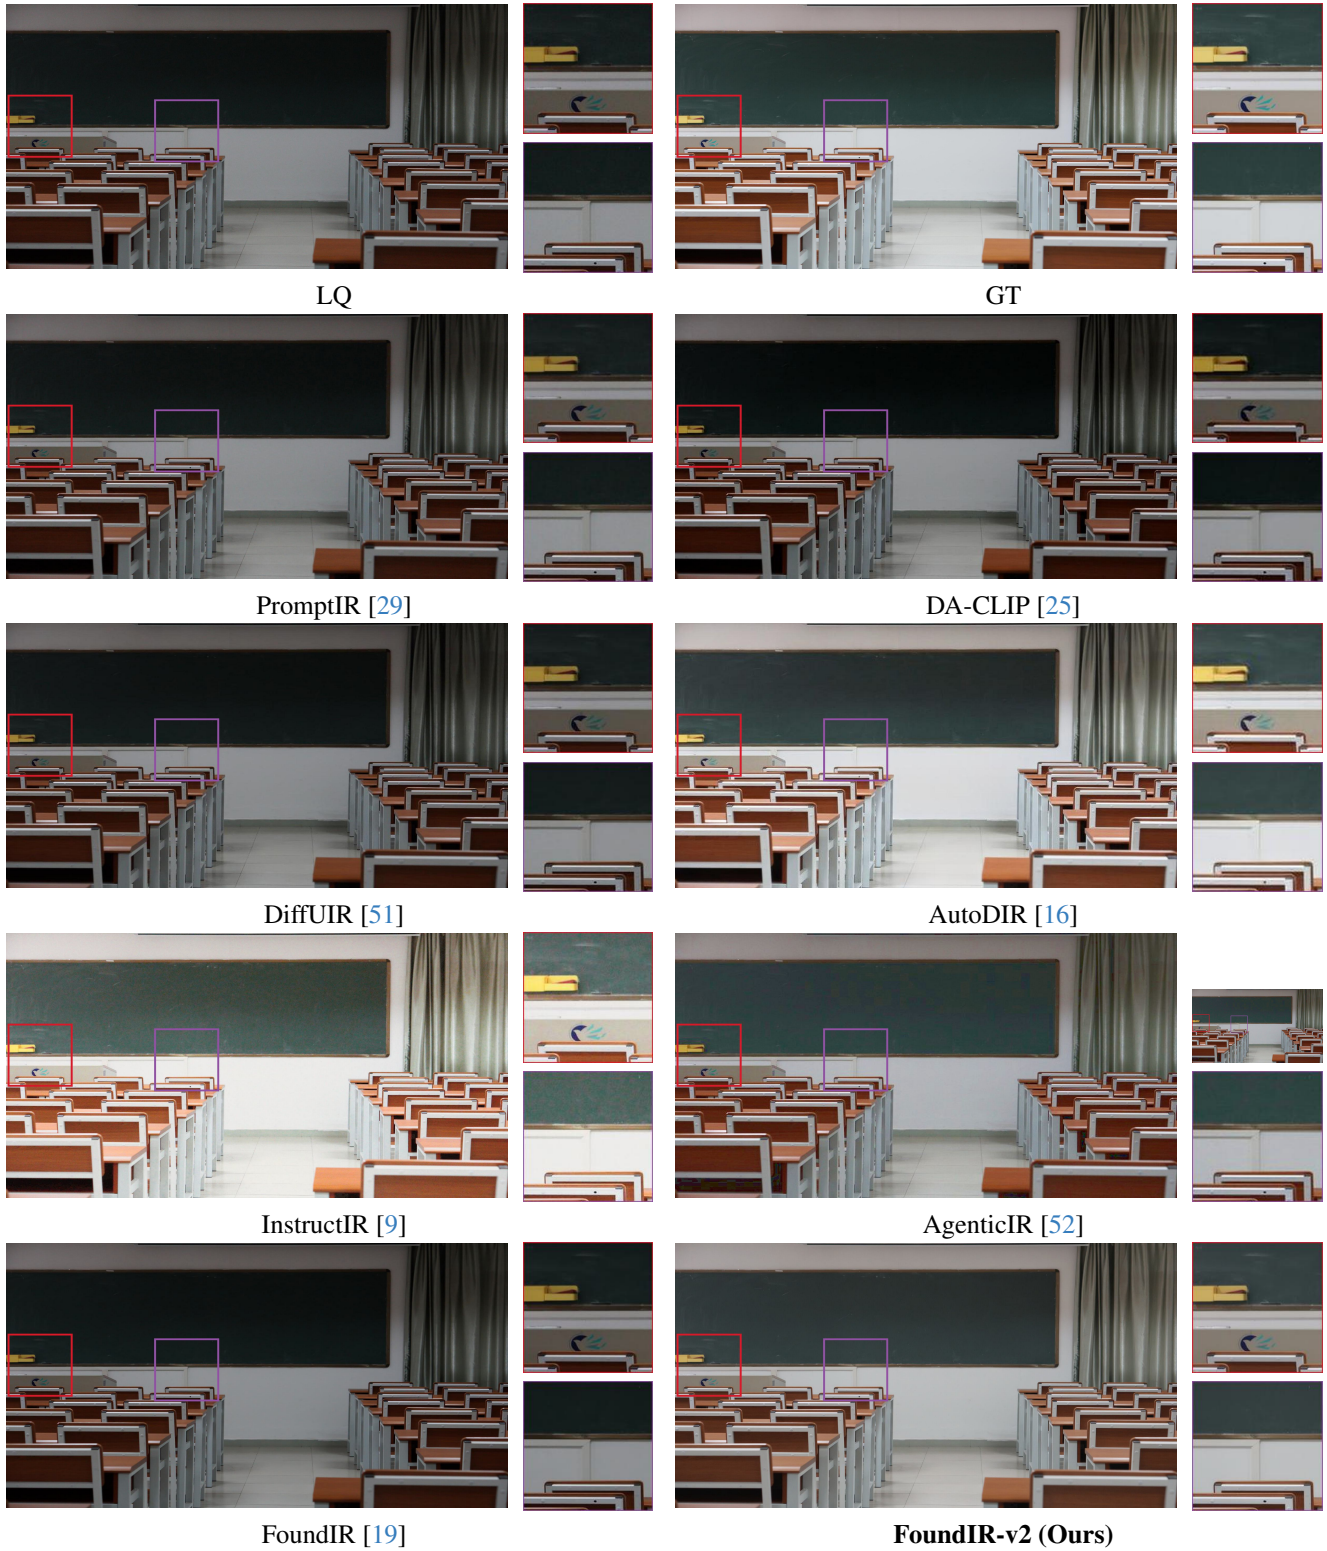 LQ
GT
PromptIR [29]
DA-CLIP [25]
DiffUIR [51]
AutoDIR [16]
InstructIR [9]
AgenticIR [52]
FoundIR [19]
FoundIR-v2 (Ours)